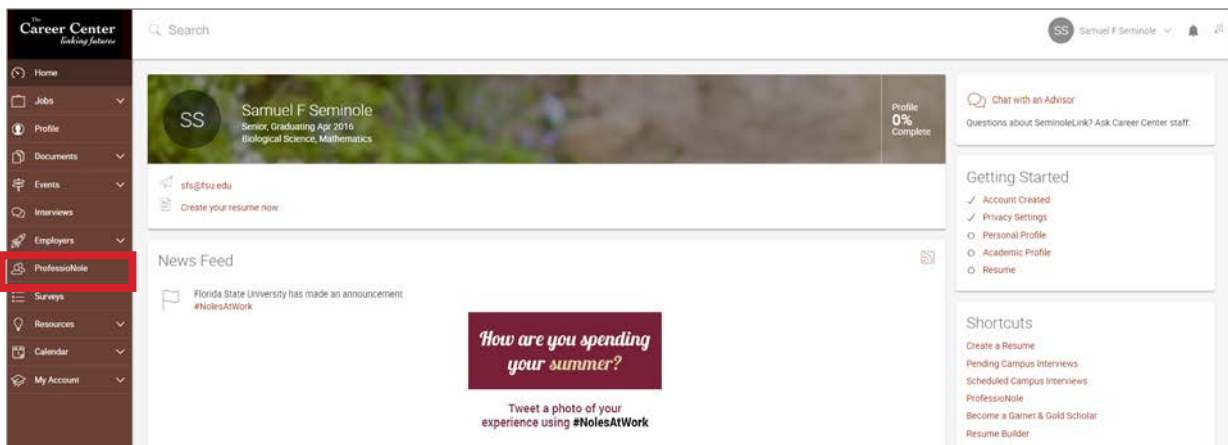 The
Career Center
linking futures
Search
SS
Samuel F Seminole
Home
Jobs
Profile
Documents
Events
Interviews
Employers
ProfessioNole
Surveys
Resources
Calendar
My Account
SS
Samuel F Seminole
Senior, Graduating Apr 2016
Biological Science, Mathematics
Profile
0%
Complete
sfs@fsu.edu
Create your resume now
News Feed
Florida State University has made an announcement
#NolesAtWork
How are you spending
your summer?
Tweet a photo of your
experience using #NolesAtWork
Chat with an Advisor
Questions about SeminoleLink? Ask Career Center staff.
Getting Started
Account Created
Privacy Settings
Personal Profile
Academic Profile
Resume
Shortcuts
Create a Resume
Pending Campus Interviews
Scheduled Campus Interviews
ProfessioNole
Become a Garnet & Gold Scholar
Resume Builder